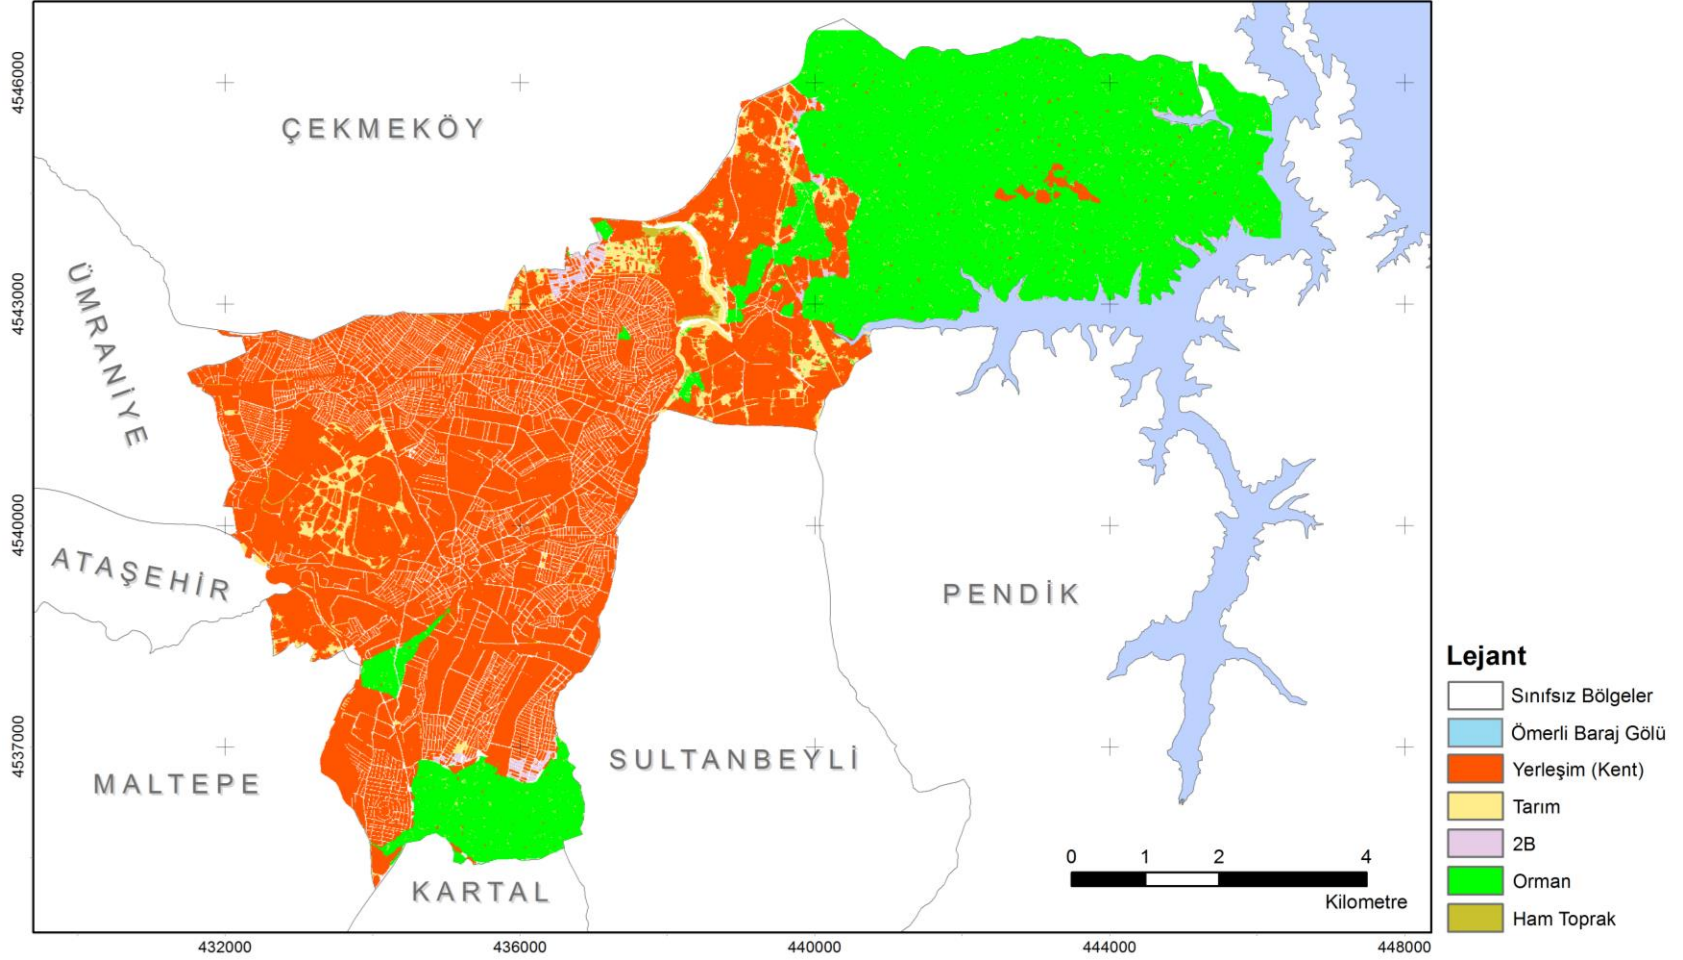 4546000
4543000
4540000
4537000
ÇEKMEKÖY
ÜMRANİYE
ATAŞEHİR
PENDİK
MALTEPE
SULTANBEYLİ
KARTAL
Lejant
Sınıfsız Bölgeler
Ömerli Baraj Gölü
Yerleşim (Kent)
Tarım
2B
Orman
Ham Toprak
0 1 2 4
Kilometre
432000 436000 440000 444000 448000